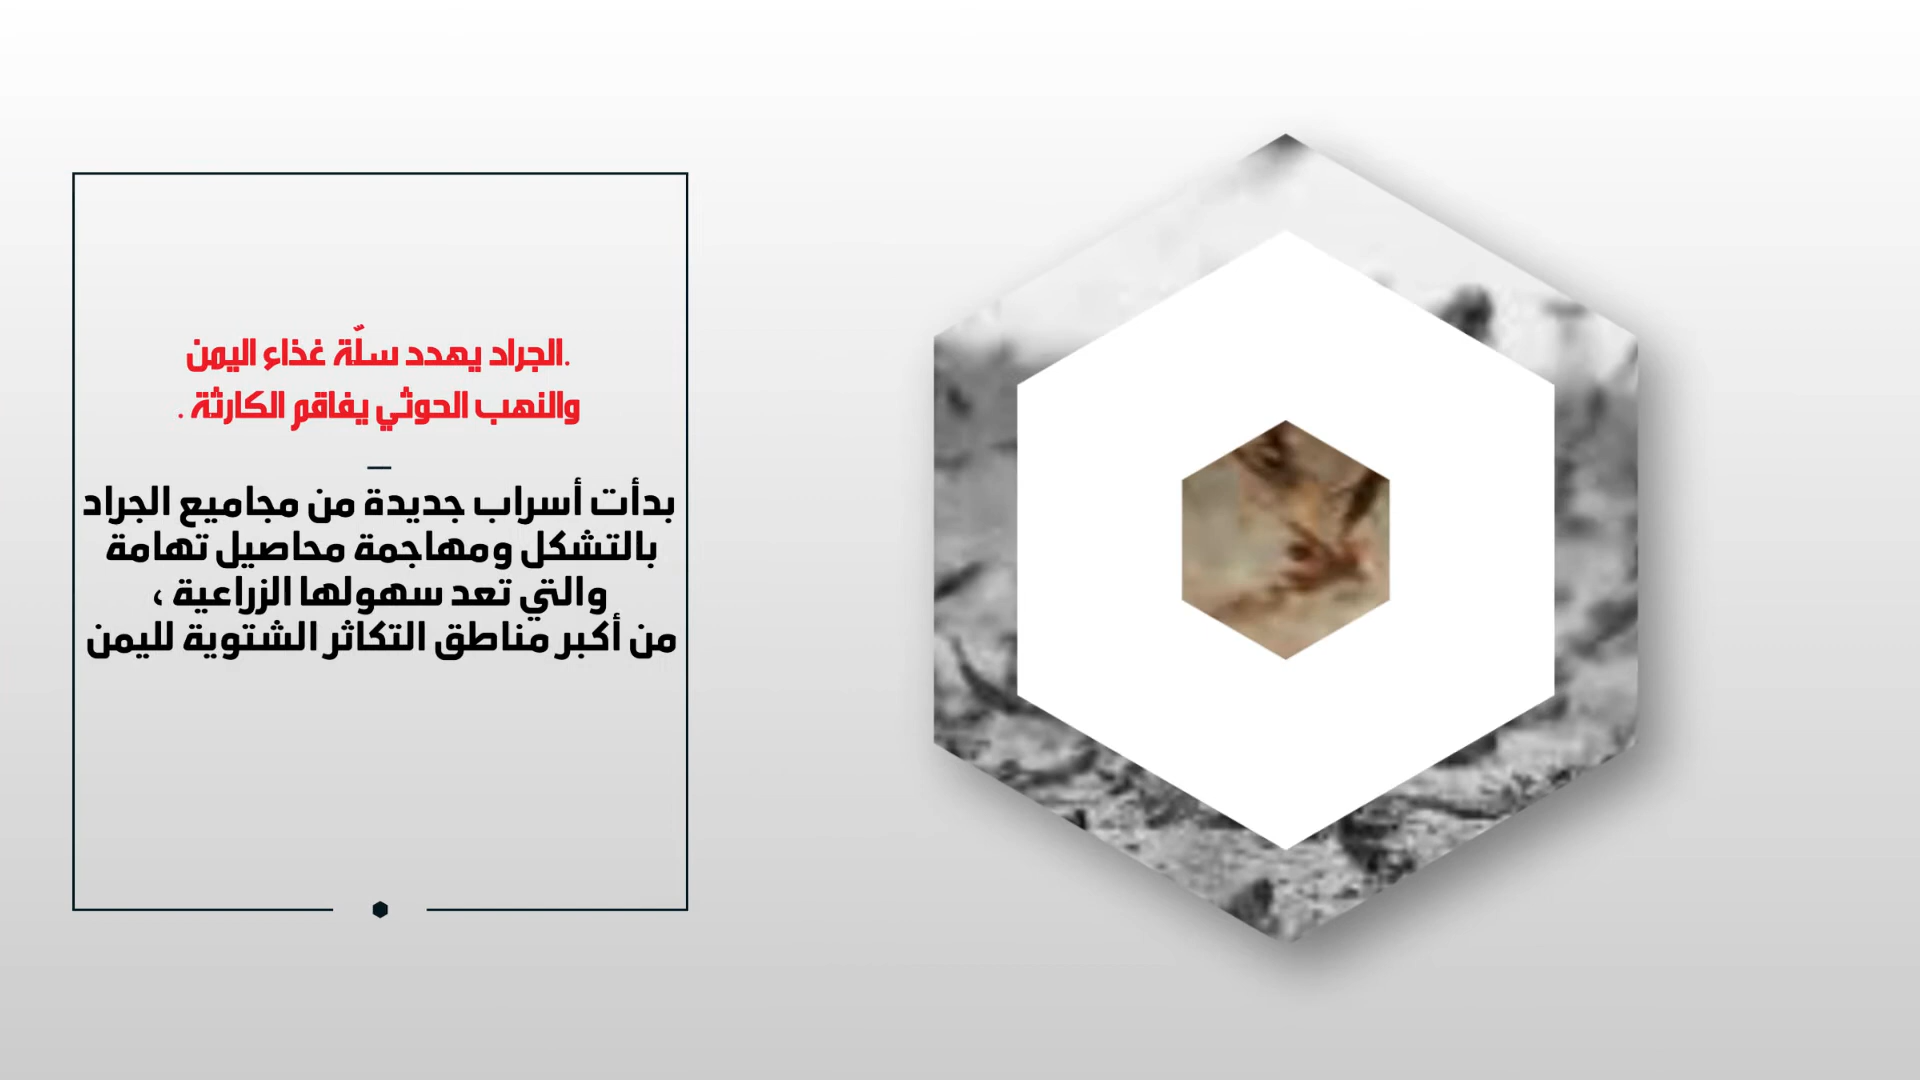 .الجراد يهدد سلّة غذاء اليمن
والنهب الحوثي يفاقم الكارثة .
بدأت أسراب جديدة من مجاميع الجراد
بالتشكل ومهاجمة محاصيل تهامة
والتي تعد سهولها الزراعية ،
من أكبر مناطق التكاثر الشتوية لليمن